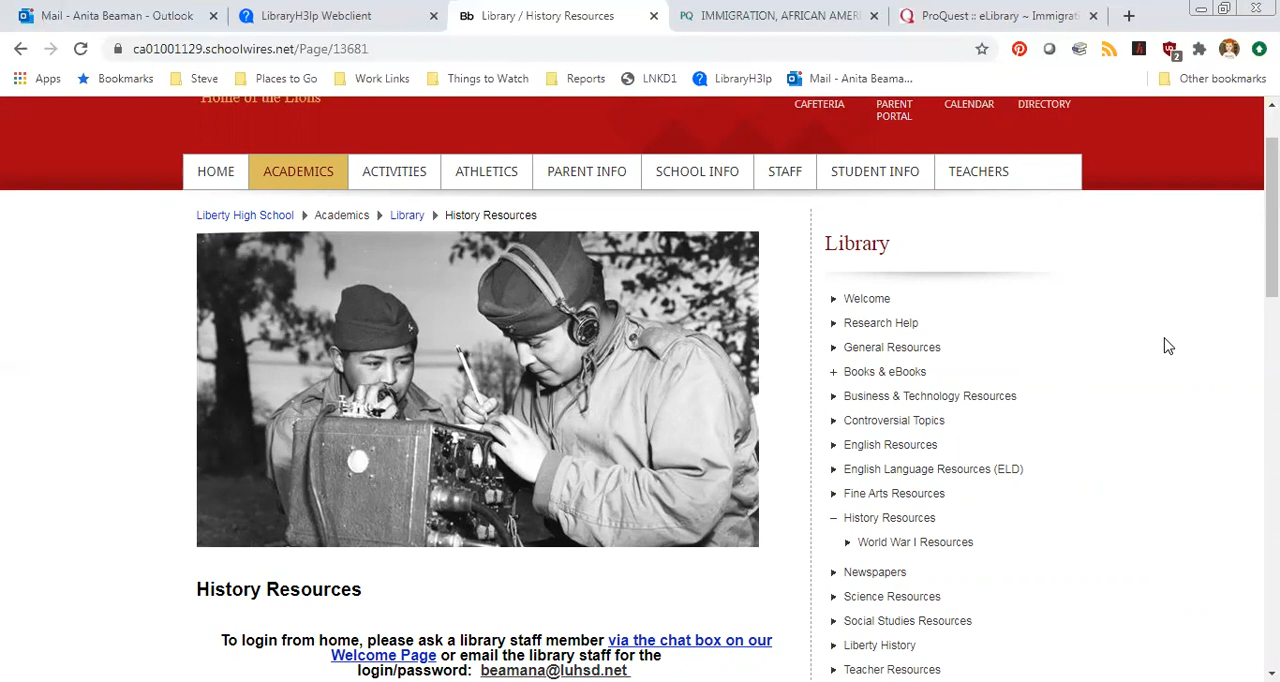 Mail - Anita Beaman - Outlook
LibraryH3lp Webclient
Bb Library / History Resources
PQ IMMIGRATION, AFRICAN AMER
ProQuest :: eLibrary ~ Immigrat
ca01001129.schoolwires.net/Page/13681
2
Apps Bookmarks Steve Places to Go Work Links Things to Watch Reports LNKD1 LibraryH3lp Mail - Anita Beama... Other bookmarks
Home of the Lions
CAFETERIA
PARENT
PORTAL
CALENDAR
DIRECTORY
HOME ACADEMICS ACTIVITIES ATHLETICS PARENT INFO SCHOOL INFO STAFF STUDENT INFO TEACHERS
Liberty High School Academics Library History Resources
History Resources
To login from home, please ask a library staff member via the chat box on our
Welcome Page or email the library staff for the
login/password: beamana@luhsd.net
Library
Welcome
Research Help
General Resources
+ Books & eBooks
Business & Technology Resources
Controversial Topics
English Resources
English Language Resources (ELD)
Fine Arts Resources
– History Resources
World War I Resources
Newspapers
Science Resources
Social Studies Resources
Liberty History
Teacher Resources